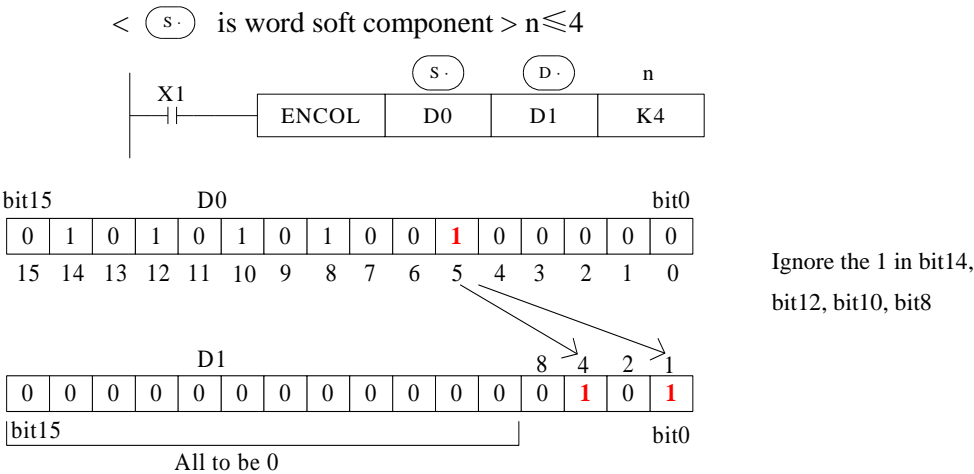 < S· is word soft component > n≤4
S· D· n
X1
ENCOL D0 D1 K4
bit15 D0 bit0
0 1 0 1 0 1 0 1 0 0 1 0 0 0 0 0
15 14 13 12 11 10 9 8 7 6 5 4 3 2 1 0
Ignore the 1 in bit14,
bit12, bit10, bit8
D1 8 4 2 1
0 0 0 0 0 0 0 0 0 0 0 0 0 1 0 1
bit15 bit0
All to be 0